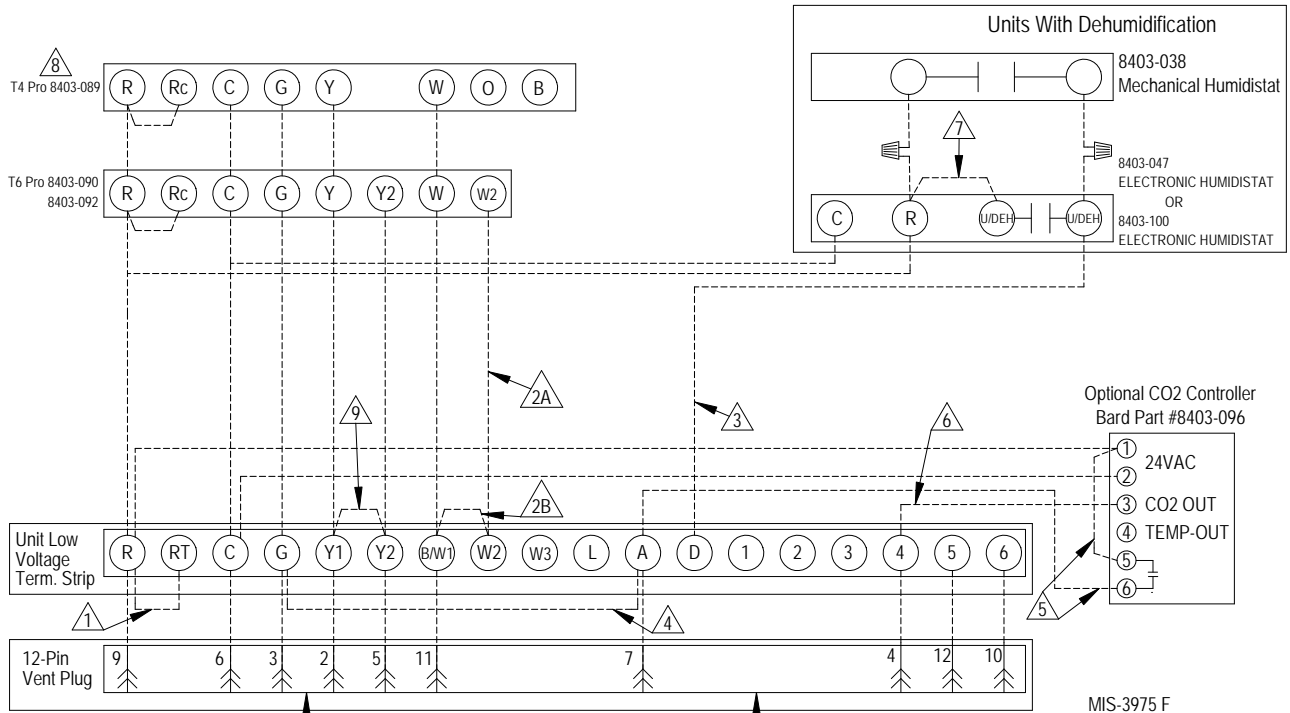 Units With Dehumidification
8403-038
Mechanical Humidistat
8
T4 Pro 8403-089
R Rc C G Y W O B
7
8403-047
ELECTRONIC HUMIDISTAT
OR
8403-100
ELECTRONIC HUMIDISTAT
T6 Pro 8403-090
8403-092
R Rc C G Y Y2 W W2
C R U/DEH U/DEH
2A
9
3
6
2B
Optional CO2 Controller
Bard Part #8403-096
1
24VAC
2
3 CO2 OUT
4 TEMP-OUT
5
6
5
Unit Low
Voltage
Term. Strip
R RT C G Y1 Y2 B/W1 W2 W3 L A D 1 2 3 4 5 6
1
4
12-Pin
Vent Plug
9 6 3 2 5 11 7 4 12 10
MIS-3975 F